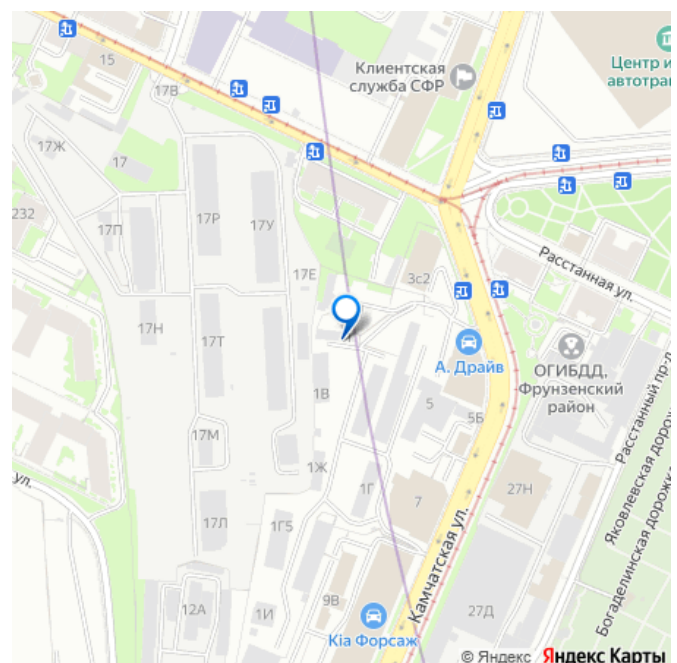 15
17В
Клиентская
служба СФР
Центр и
автотра
17Ж
17
232
17П
17Р
17У
17Е
3с2
Расстанная ул.
17Н
17Т
А. Драйв
ОГИБДД,
Фрунзенский
район
1В
5
5Б
17М
1Ж
1Г
7
27Н
Расстанный пр-д
Яковлевская дорожка
Богаделинская дорожка
ул.
17Л
1Г5
Камчатская ул.
12А
1И
9В
Kia Форсаж
27Д
© Яндекс Яндекс Карты